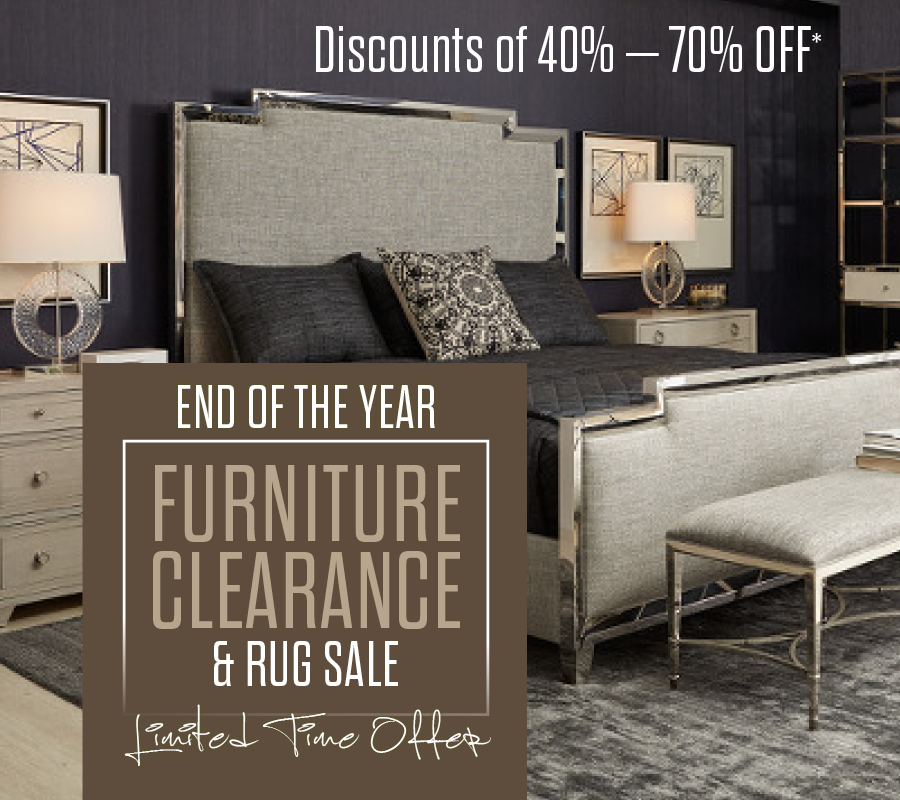 Discounts of 40% — 70% OFF*
END OF THE YEAR
FURNITURE
CLEARANCE
& RUG SALE
Limited Time Offer